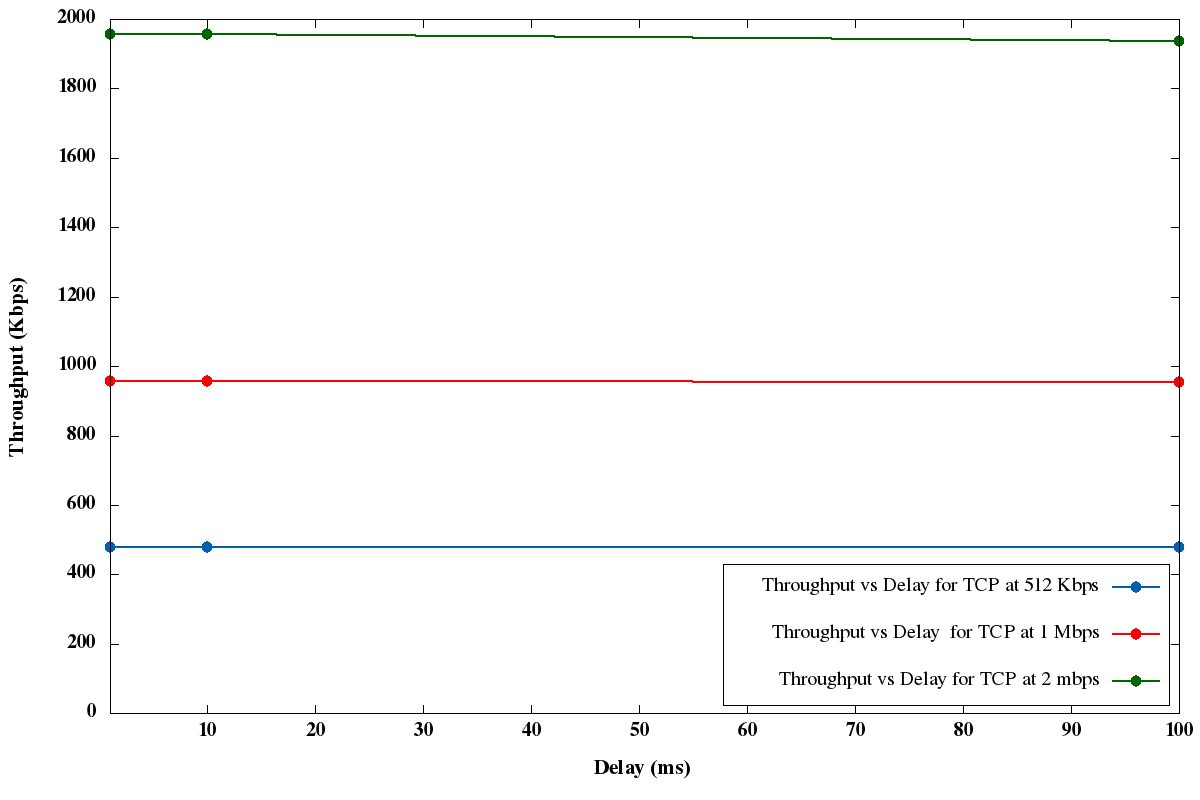 2000
1800
1600
1400
1200
1000
800
600
400
200
0
Throughput (Kbps)
Throughput vs Delay for TCP at 512 Kbps
Throughput vs Delay  for TCP at 1 Mbps
Throughput vs Delay for TCP at 2 mbps
10 20 30 40 50 60 70 80 90 100
Delay (ms)